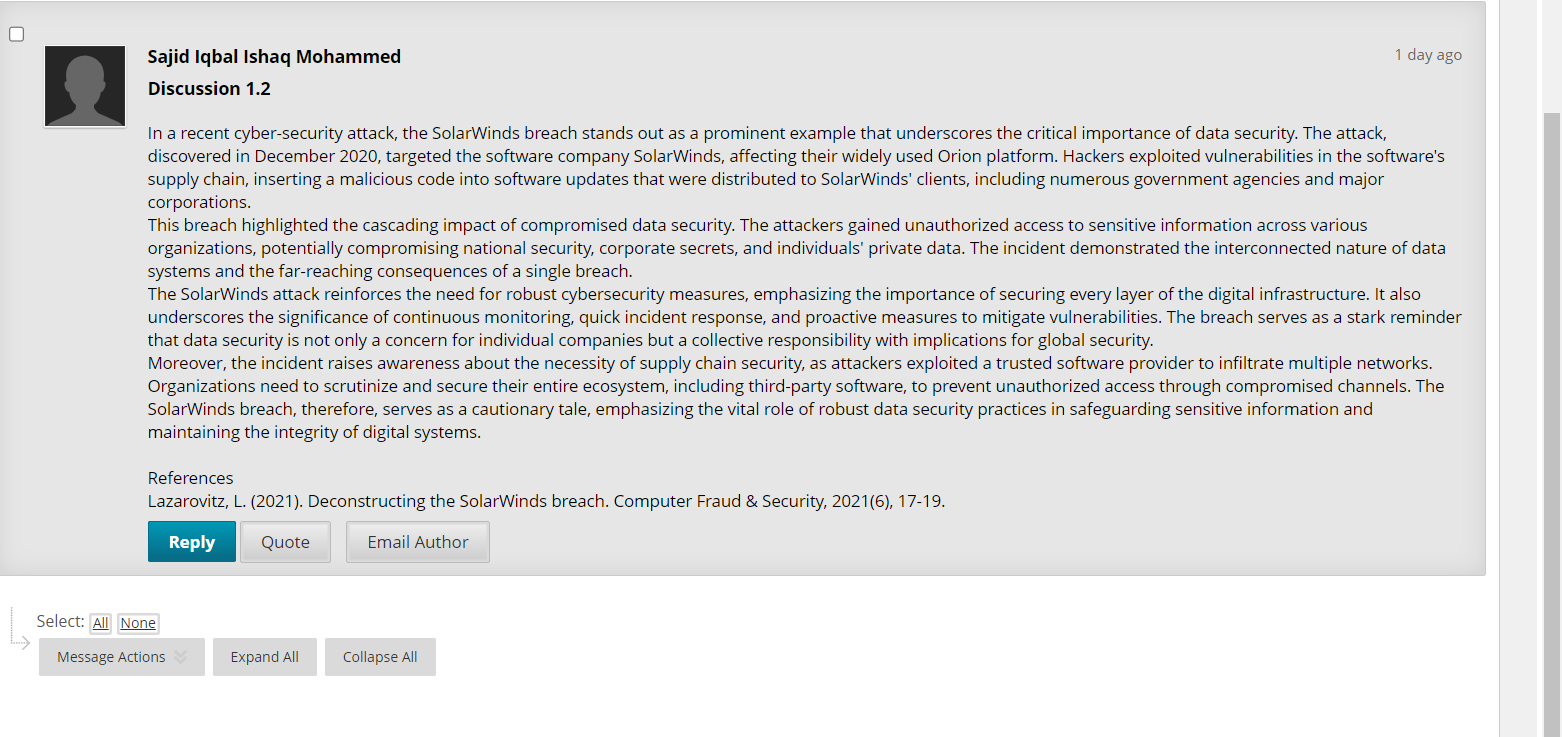 Sajid Iqbal Ishaq Mohammed
1 day ago
Discussion 1.2
In a recent cyber-security attack, the SolarWinds breach stands out as a prominent example that underscores the critical importance of data security. The attack,
discovered in December 2020, targeted the software company SolarWinds, affecting their widely used Orion platform. Hackers exploited vulnerabilities in the software's
supply chain, inserting a malicious code into software updates that were distributed to SolarWinds' clients, including numerous government agencies and major
corporations.
This breach highlighted the cascading impact of compromised data security. The attackers gained unauthorized access to sensitive information across various
organizations, potentially compromising national security, corporate secrets, and individuals' private data. The incident demonstrated the interconnected nature of data
systems and the far-reaching consequences of a single breach.
The SolarWinds attack reinforces the need for robust cybersecurity measures, emphasizing the importance of securing every layer of the digital infrastructure. It also
underscores the significance of continuous monitoring, quick incident response, and proactive measures to mitigate vulnerabilities. The breach serves as a stark reminder
that data security is not only a concern for individual companies but a collective responsibility with implications for global security.
Moreover, the incident raises awareness about the necessity of supply chain security, as attackers exploited a trusted software provider to infiltrate multiple networks.
Organizations need to scrutinize and secure their entire ecosystem, including third-party software, to prevent unauthorized access through compromised channels. The
SolarWinds breach, therefore, serves as a cautionary tale, emphasizing the vital role of robust data security practices in safeguarding sensitive information and
maintaining the integrity of digital systems.
References
Lazarovitz, L. (2021). Deconstructing the SolarWinds breach. Computer Fraud & Security, 2021(6), 17-19.
Reply Quote Email Author
Select: All None
Message Actions Expand All Collapse All